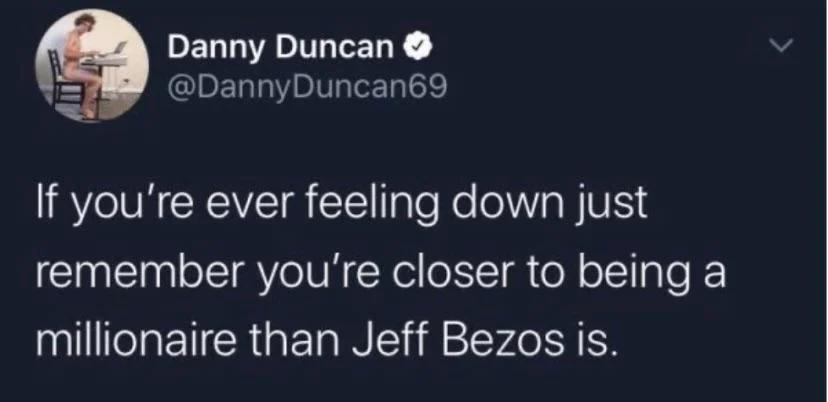 Danny Duncan
@DannyDuncan69
If you're ever feeling down just
remember you're closer to being a
millionaire than Jeff Bezos is.